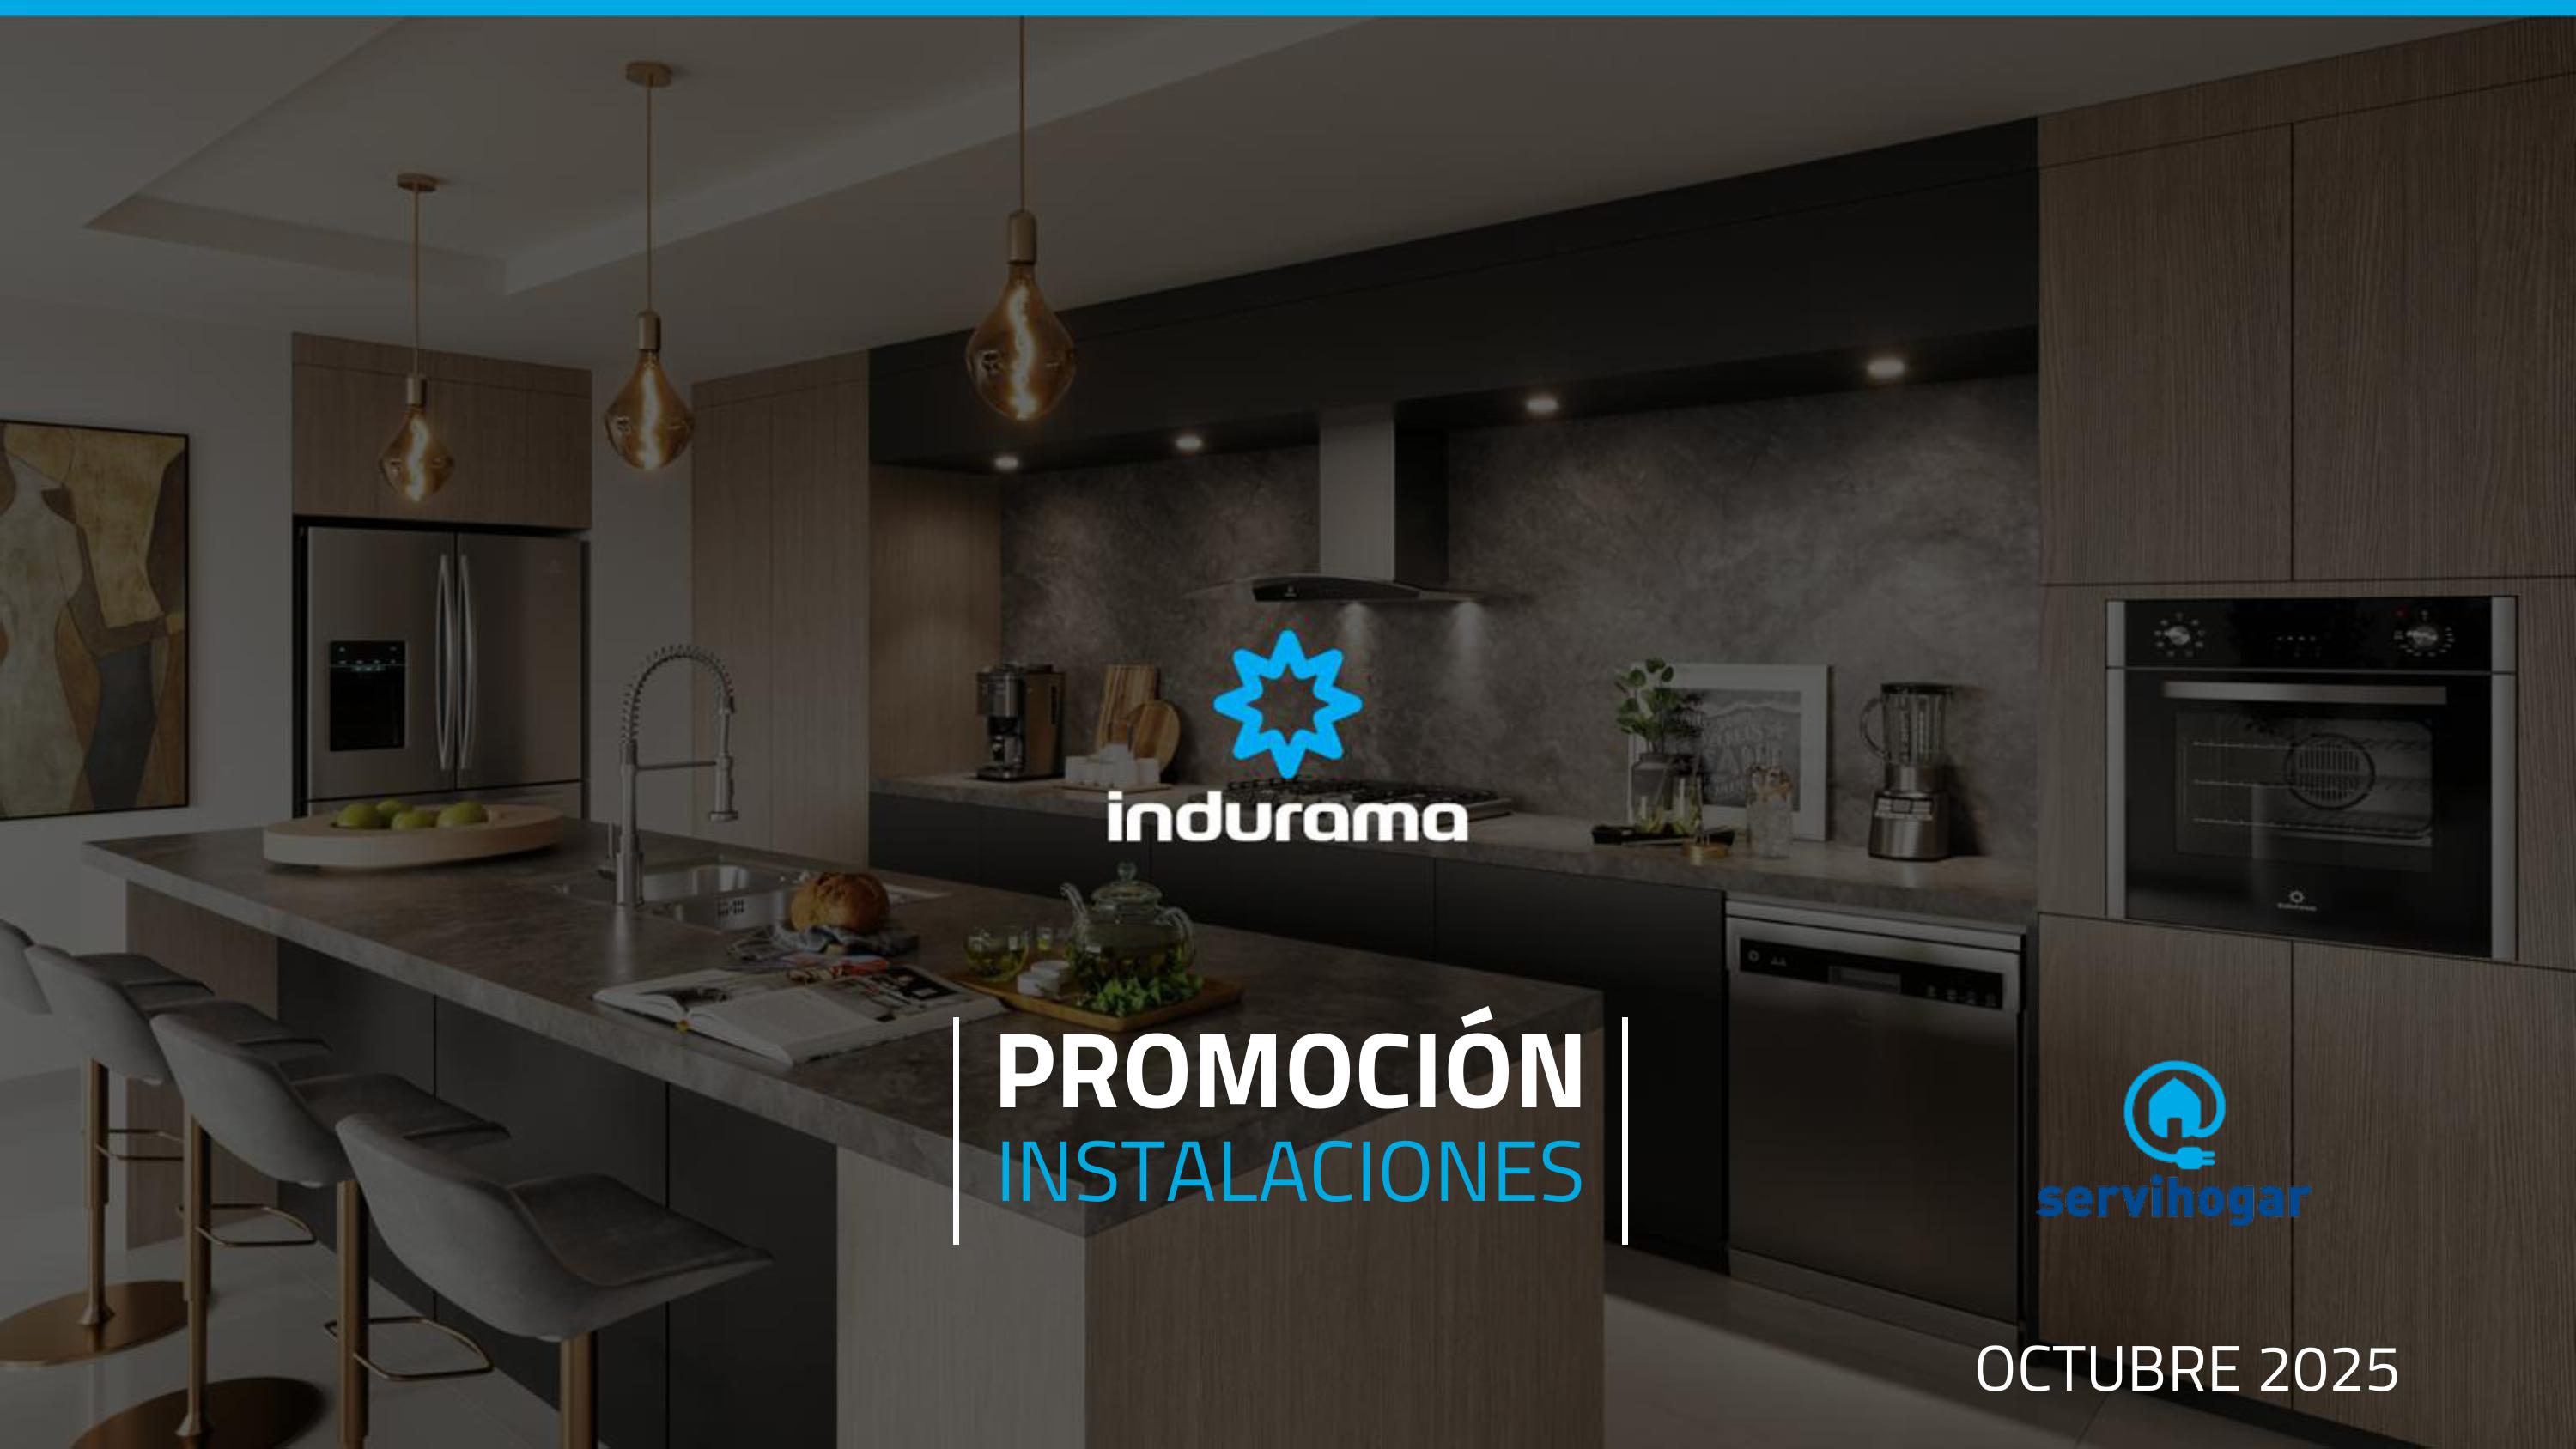 indurama
PROMOCIÓN
INSTALACIONES
servihogar
OCTUBRE 2025